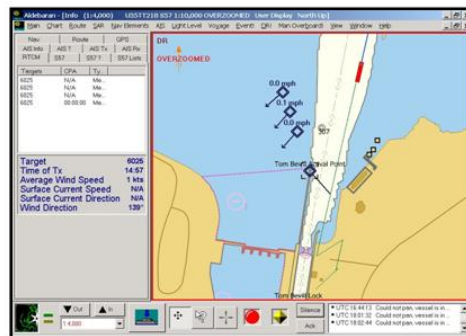 Aldebaran - [Info (1:4,000) U3STT218 S57 1:10,000 OVERZOOMED User Display North Up]
Main Chart Route SAR Nav Elements AIS Light Level Voyage Event! DRI Man-Overboard View Window ?
Nav Route GPS
AIS Info AIS T AIS Tx AIS Rx
RTCM S57 S57 ? S57 Lists
Targets CPA Ty...
6025 N/A Me...
6025 N/A Me...
6025 N/A Me...
6025 00:00:00 Me...
Target 6025
Time of Tx 14:57
Average Wind Speed 1 kts
Surface Current Speed N/A
Surface Current Direction N/A
Wind Direction 139°
DR
OVERZOOMED
0.0 mph
0.1 mph
0.0 mph
307
Tom Bevill Arrival Point
Tom Bevill Lock
Out In
1:4,000
Silence
Ack
UTC 16:44:13 Could not pan, vessel is in ...
UTC 18:01:32 Could not pan, vessel is in ...
UTC 18:02:44 Could not pan, vessel is in ...